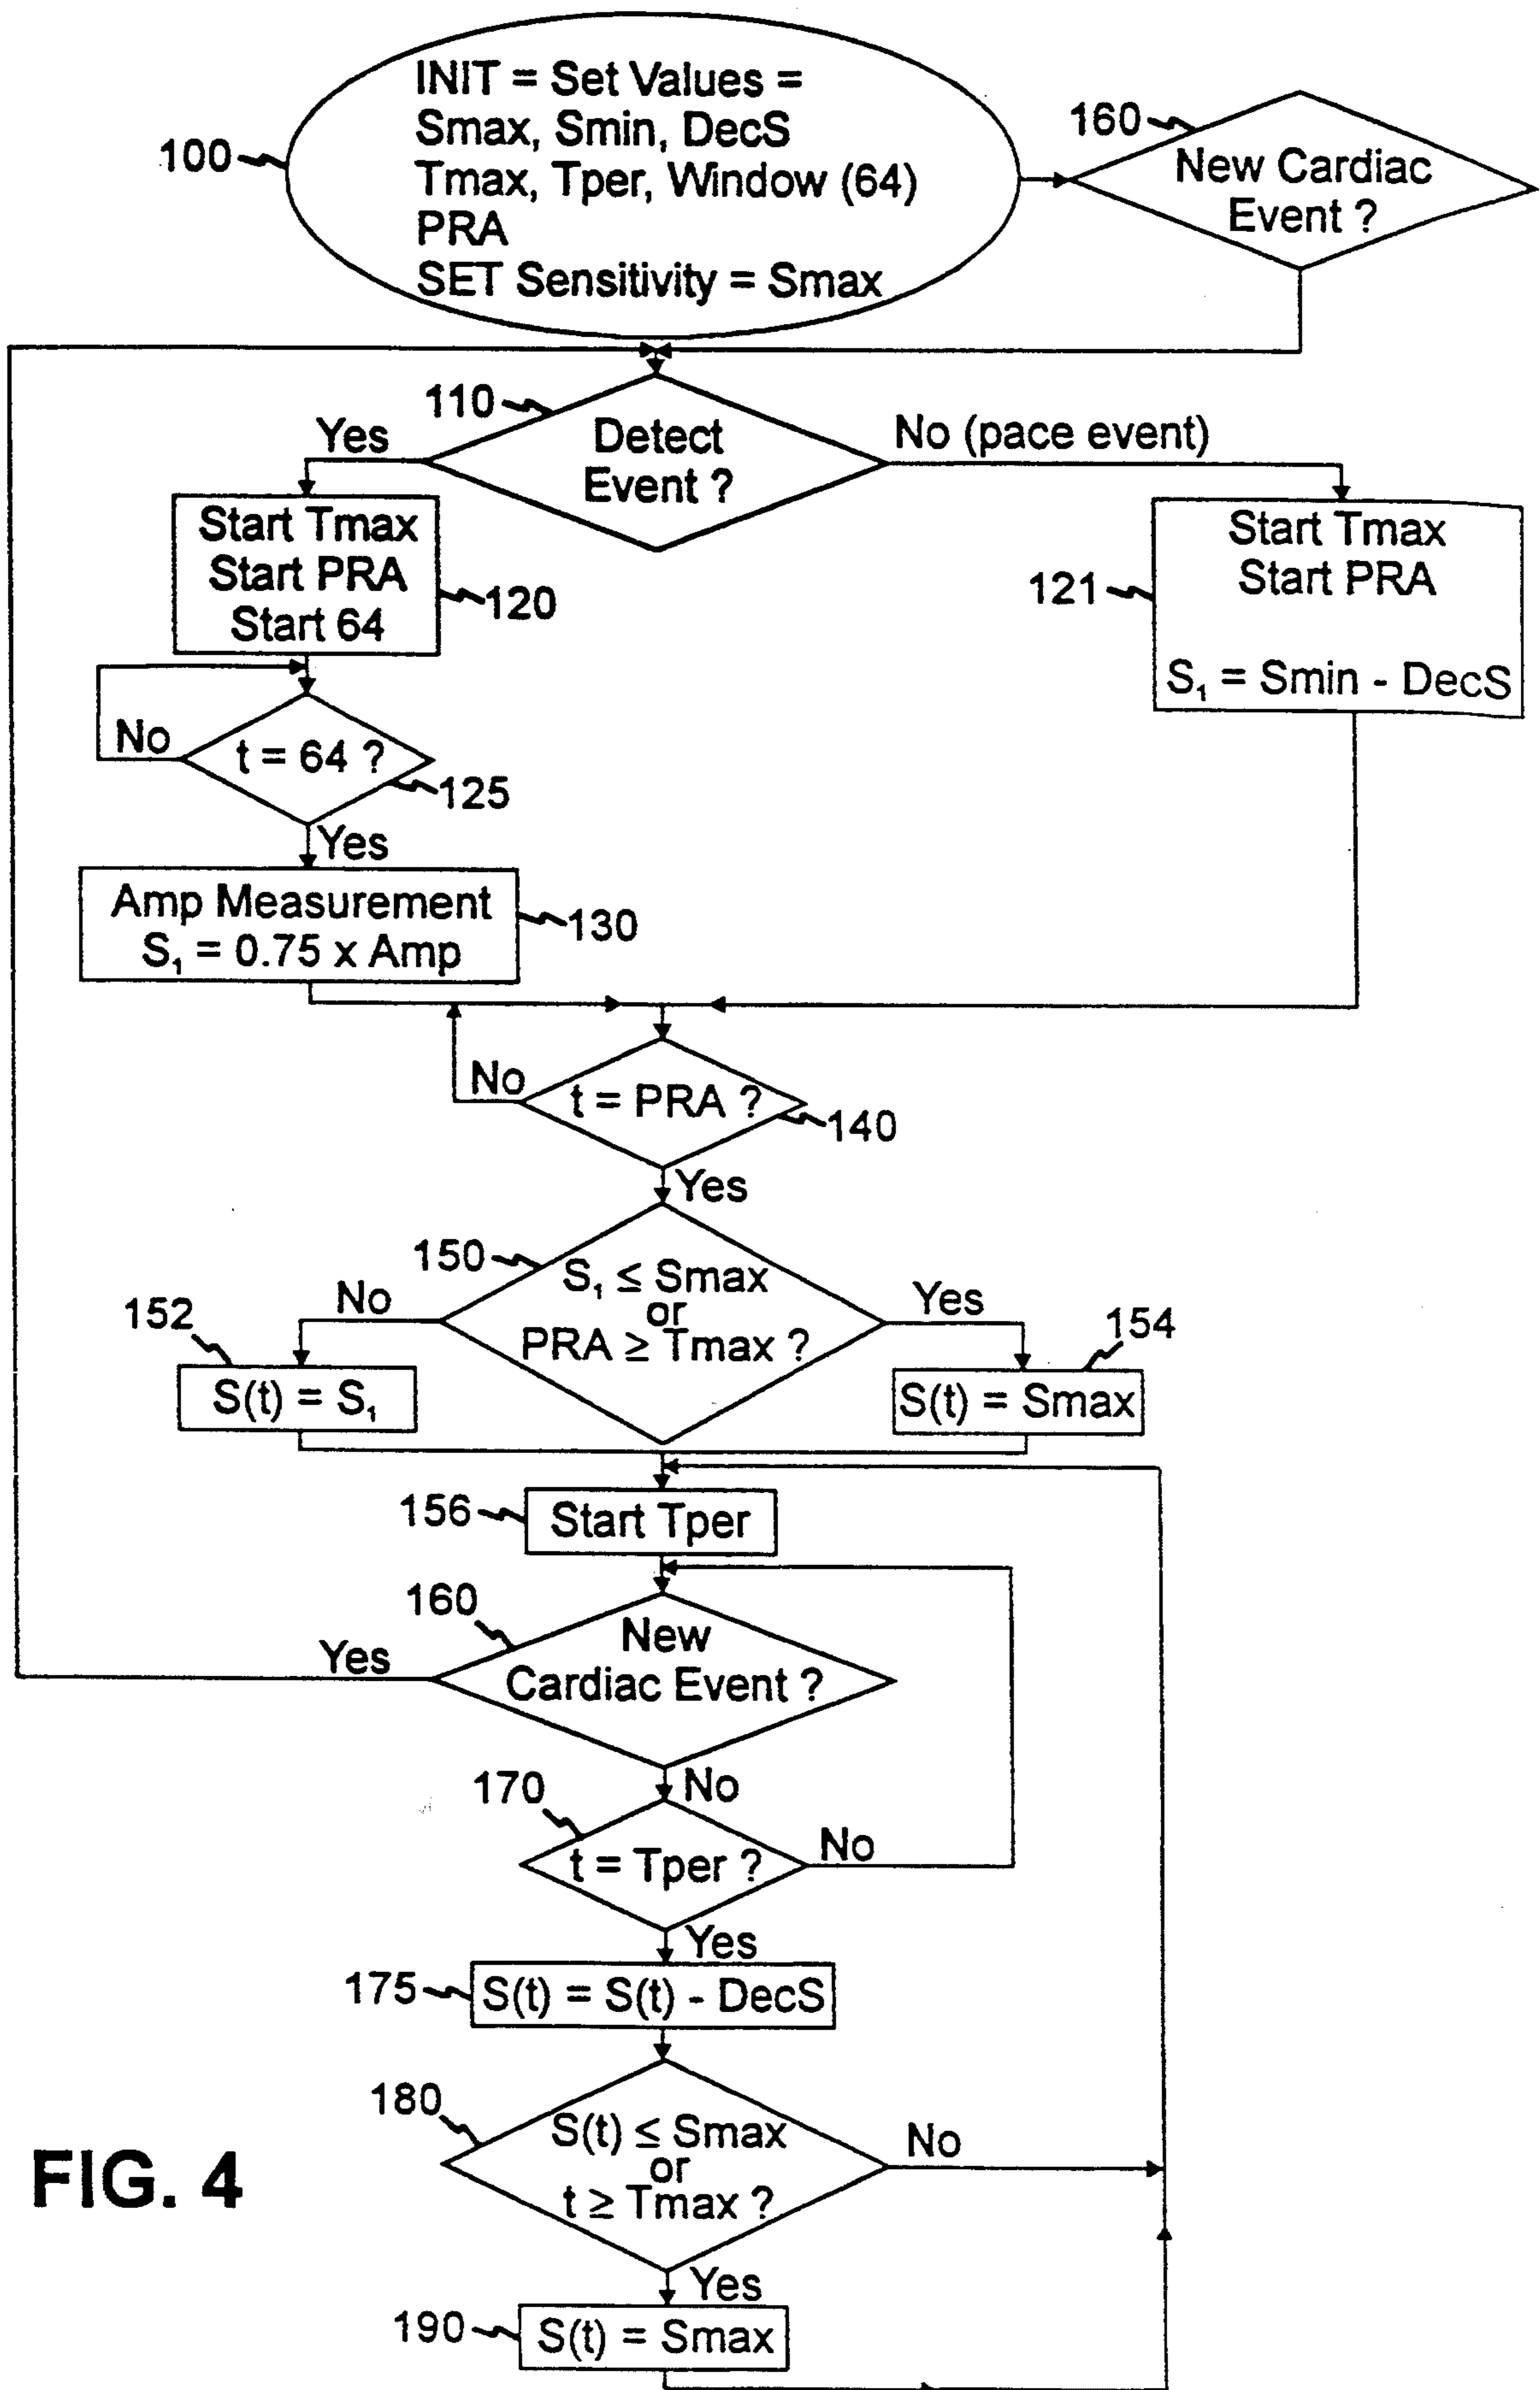 INIT = Set Values =
Smax, Smin, DecS
Tmax, Tper, Window (64)
PRA
SET Sensitivity = Smax
100
160
New Cardiac
Event ?
110
Detect
Event ?
Yes
No (pace event)
Start Tmax
Start PRA
Start 64
120
Start Tmax
Start PRA
S₁ = Smin - DecS
121
t = 64 ?
No
125
Yes
Amp Measurement
S₁ = 0.75 x Amp
130
t = PRA ?
No
140
Yes
150
S₁ ≤ Smax
or
PRA ≥ Tmax ?
No
Yes
152
S(t) = S₁
154
S(t) = Smax
156
Start Tper
160
New
Cardiac Event ?
Yes
No
170
t = Tper ?
No
Yes
175
S(t) = S(t) - DecS
180
S(t) ≤ Smax
or
t ≥ Tmax ?
No
Yes
190
S(t) = Smax
FIG. 4